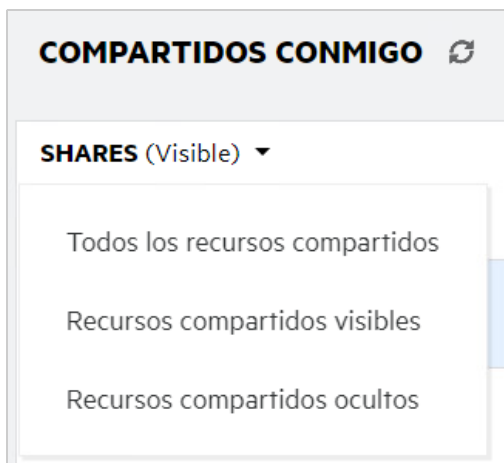 COMPARTIDOS CONMIGO
SHARES (Visible)
Todos los recursos compartidos
Recursos compartidos visibles
Recursos compartidos ocultos